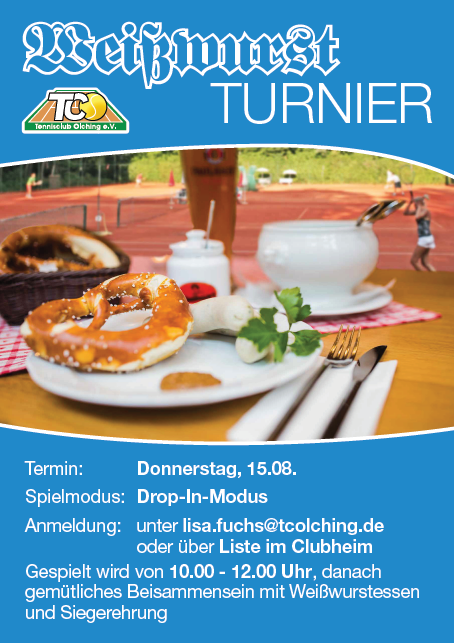 Weißwurst
TURNIER
TCO
Tennisclub Olching e.V.
Termin: Donnerstag, 15.08.
Spielmodus: Drop-In-Modus
Anmeldung: unter lisa.fuchs@tcolching.de
oder über Liste im Clubheim
Gespielt wird von 10.00 - 12.00 Uhr, danach
gemütliches Beisammensein mit Weißwurstessen
und Siegerehrung